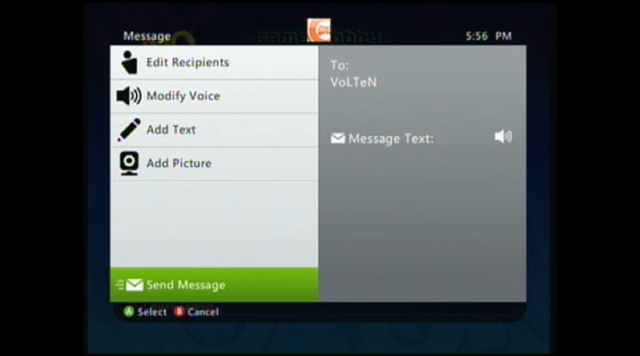 Message
5:56 PM
Edit Recipients
Modify Voice
Add Text
Add Picture
Send Message
To:
VoLTeN
Message Text:
A Select B Cancel